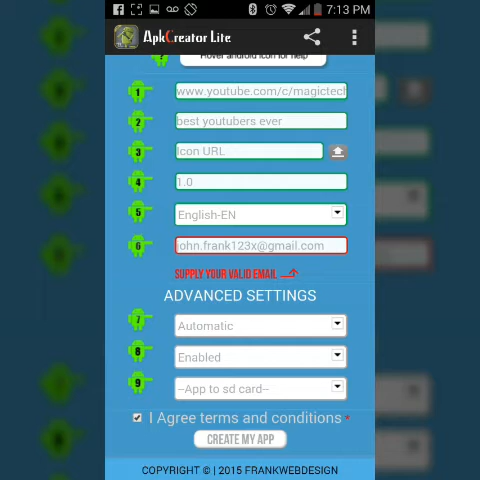 7:13 PM
ApkCreator Lite
? Hover android icon for help
1 www.youtube.com/c/magictech
2 best youtubers ever
3 Icon URL
4 1.0
5 English-EN
6 john.frank123x@gmail.com
SUPPLY YOUR VALID EMAIL
ADVANCED SETTINGS
7 Automatic
8 Enabled
9 --App to sd card--
I Agree terms and conditions *
CREATE MY APP
COPYRIGHT © | 2015 FRANKWEBDESIGN